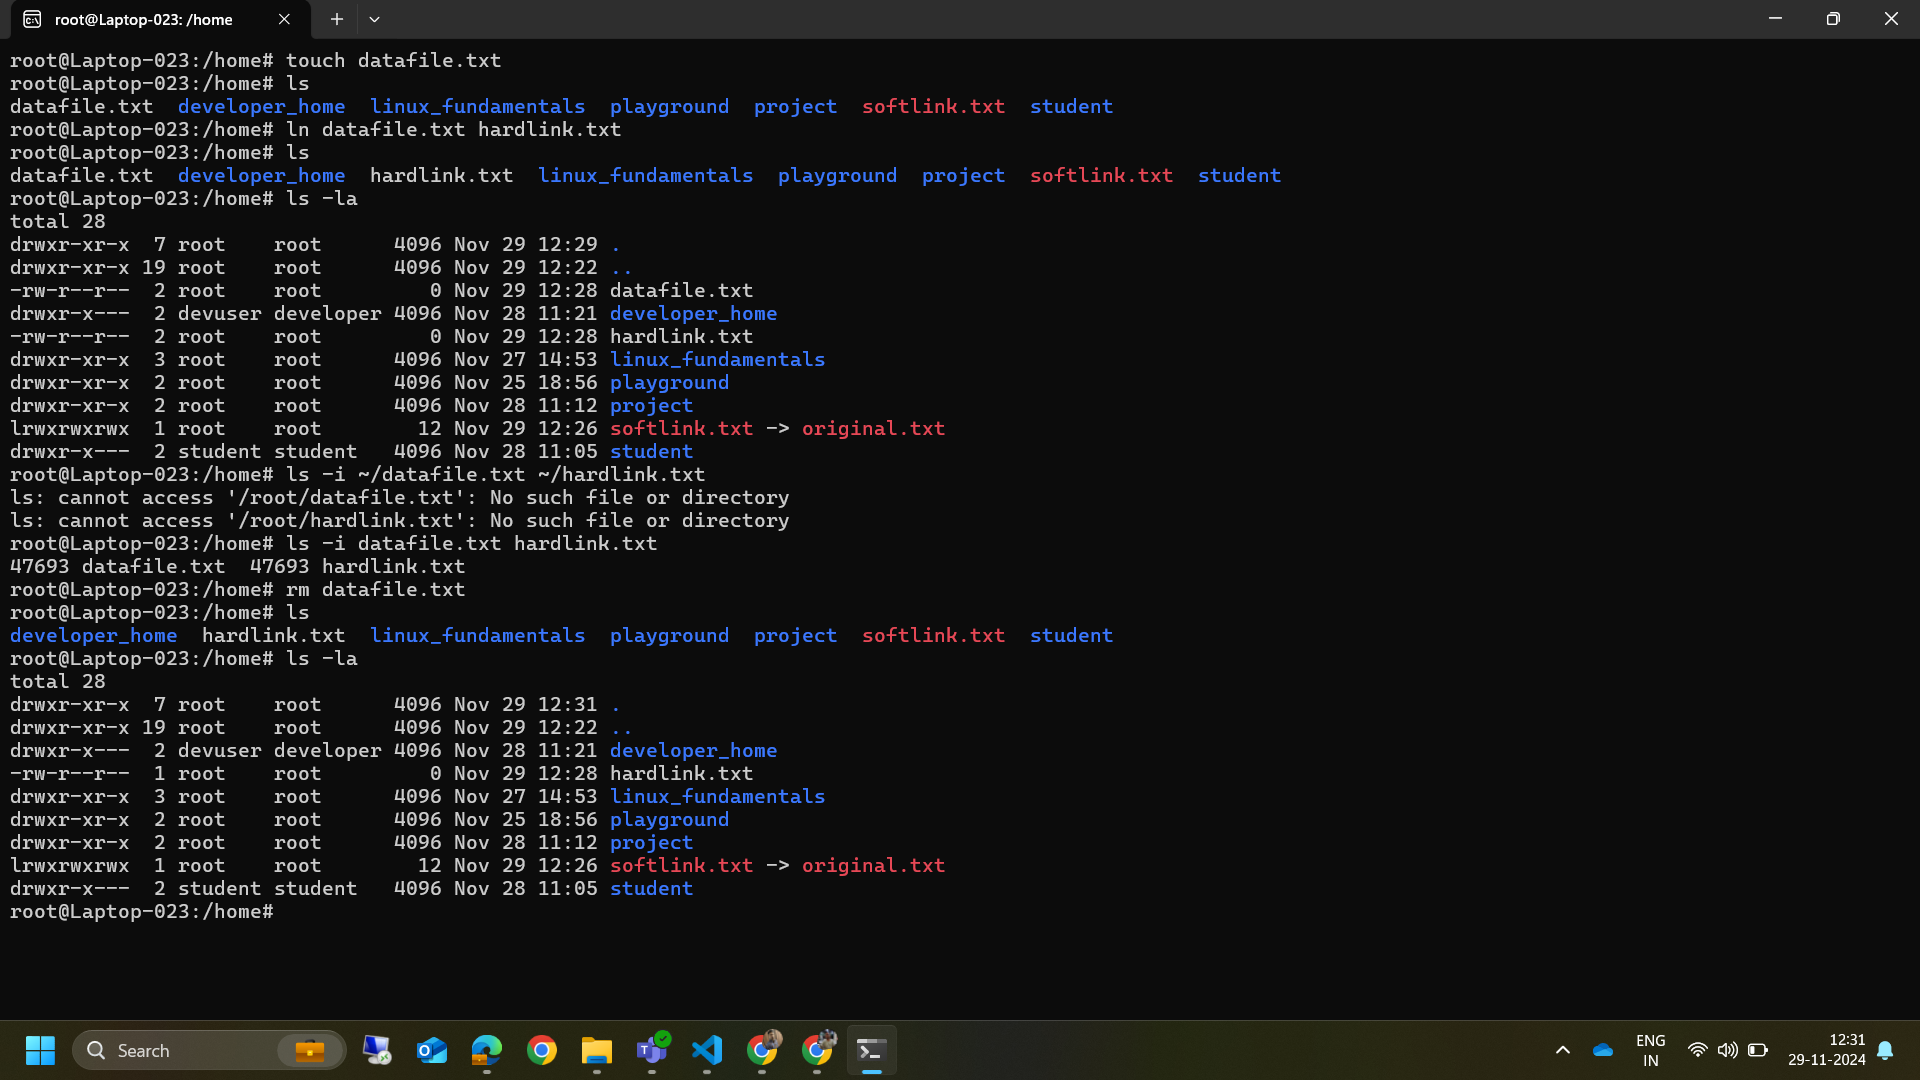 root@Laptop-023: /home
root@Laptop-023:/home# touch datafile.txt
root@Laptop-023:/home# ls
datafile.txt  developer_home  linux_fundamentals  playground  project  softlink.txt  student
root@Laptop-023:/home# ln datafile.txt hardlink.txt
root@Laptop-023:/home# ls
datafile.txt  developer_home  hardlink.txt  linux_fundamentals  playground  project  softlink.txt  student
root@Laptop-023:/home# ls -la
total 28
drwxr-xr-x  7 root    root      4096 Nov 29 12:29 .
drwxr-xr-x 19 root    root      4096 Nov 29 12:22 ..
-rw-r--r--  2 root    root         0 Nov 29 12:28 datafile.txt
drwxr-x---  2 devuser developer 4096 Nov 28 11:21 developer_home
-rw-r--r--  2 root    root         0 Nov 29 12:28 hardlink.txt
drwxr-xr-x  3 root    root      4096 Nov 27 14:53 linux_fundamentals
drwxr-xr-x  2 root    root      4096 Nov 25 18:56 playground
drwxr-xr-x  2 root    root      4096 Nov 28 11:12 project
lrwxrwxrwx  1 root    root        12 Nov 29 12:26 softlink.txt -> original.txt
drwxr-x---  2 student student   4096 Nov 28 11:05 student
root@Laptop-023:/home# ls -i ~/datafile.txt ~/hardlink.txt
ls: cannot access '/root/datafile.txt': No such file or directory
ls: cannot access '/root/hardlink.txt': No such file or directory
root@Laptop-023:/home# ls -i datafile.txt hardlink.txt
47693 datafile.txt  47693 hardlink.txt
root@Laptop-023:/home# rm datafile.txt
root@Laptop-023:/home# ls
developer_home  hardlink.txt  linux_fundamentals  playground  project  softlink.txt  student
root@Laptop-023:/home# ls -la
total 28
drwxr-xr-x  7 root    root      4096 Nov 29 12:31 .
drwxr-xr-x 19 root    root      4096 Nov 29 12:22 ..
drwxr-x---  2 devuser developer 4096 Nov 28 11:21 developer_home
-rw-r--r--  1 root    root         0 Nov 29 12:28 hardlink.txt
drwxr-xr-x  3 root    root      4096 Nov 27 14:53 linux_fundamentals
drwxr-xr-x  2 root    root      4096 Nov 25 18:56 playground
drwxr-xr-x  2 root    root      4096 Nov 28 11:12 project
lrwxrwxrwx  1 root    root        12 Nov 29 12:26 softlink.txt -> original.txt
drwxr-x---  2 student student   4096 Nov 28 11:05 student
root@Laptop-023:/home#
Search
ENG
IN
12:31
29-11-2024